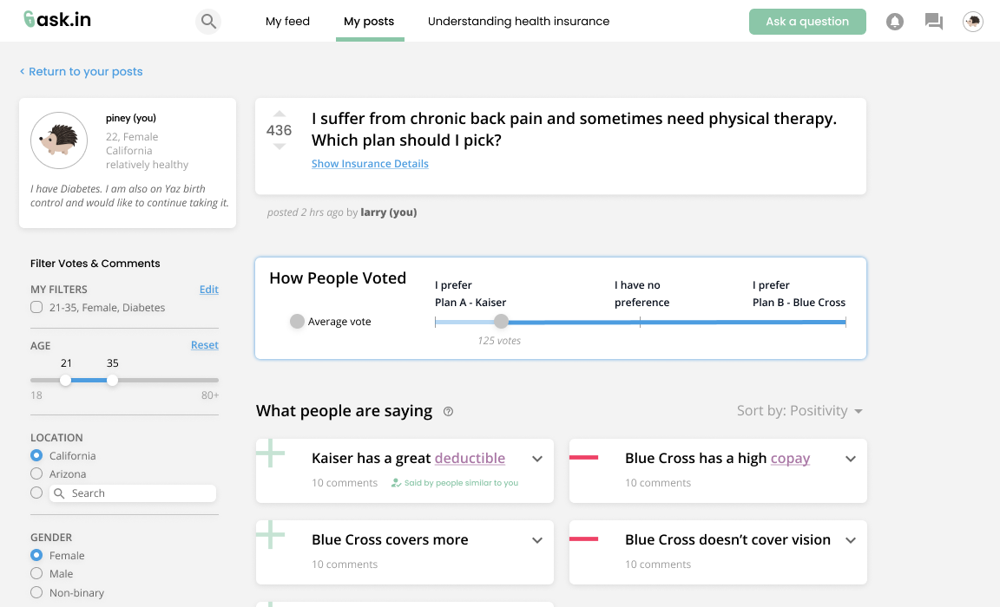 ask.in
My feed
My posts
Understanding health insurance
Ask a question
< Return to your posts
piney (you)
22, Female
California
relatively healthy
I have Diabetes. I am also on Yaz birth
control and would like to continue taking it.
436
I suffer from chronic back pain and sometimes need physical therapy.
Which plan should I pick?
Show Insurance Details
posted 2 hrs ago by larry (you)
Filter Votes & Comments
MY FILTERS
Edit
21-35, Female, Diabetes
AGE
Reset
21
35
18
80+
LOCATION
California
Arizona
Search
GENDER
Female
Male
Non-binary
How People Voted
Average vote
I prefer
Plan A - Kaiser
I have no
preference
I prefer
Plan B - Blue Cross
125 votes
What people are saying
?
Sort by: Positivity
Kaiser has a great deductible
10 comments
Said by people similar to you
Blue Cross has a high copay
10 comments
Blue Cross covers more
10 comments
Blue Cross doesn’t cover vision
10 comments